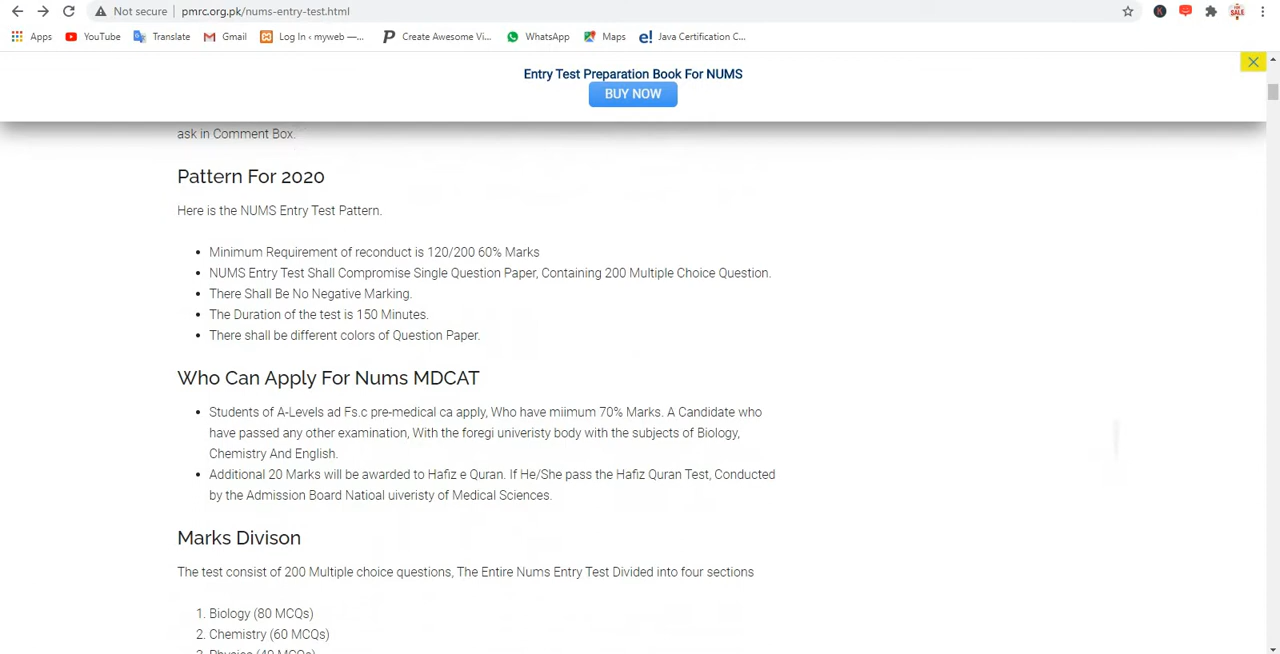 Not secure | pmrc.org.pk/nums-entry-test.html
Apps YouTube Translate Gmail Log In ‹ myweb —... Create Awesome Vi... WhatsApp Maps e! Java Certification C...
Entry Test Preparation Book For NUMS
BUY NOW
ask in Comment Box.
Pattern For 2020
Here is the NUMS Entry Test Pattern.
• Minimum Requirement of reconduct is 120/200 60% Marks
• NUMS Entry Test Shall Compromise Single Question Paper, Containing 200 Multiple Choice Question.
• There Shall Be No Negative Marking.
• The Duration of the test is 150 Minutes.
• There shall be different colors of Question Paper.
Who Can Apply For Nums MDCAT
• Students of A-Levels ad Fs.c pre-medical ca apply, Who have miimum 70% Marks. A Candidate who
have passed any other examination, With the foregi univeristy body with the subjects of Biology,
Chemistry And English.
• Additional 20 Marks will be awarded to Hafiz e Quran. If He/She pass the Hafiz Quran Test, Conducted
by the Admission Board Natioal uiveristy of Medical Sciences.
Marks Divison
The test consist of 200 Multiple choice questions, The Entire Nums Entry Test Divided into four sections
1. Biology (80 MCQs)
2. Chemistry (60 MCQs)
3. Physics (40 MCQs)